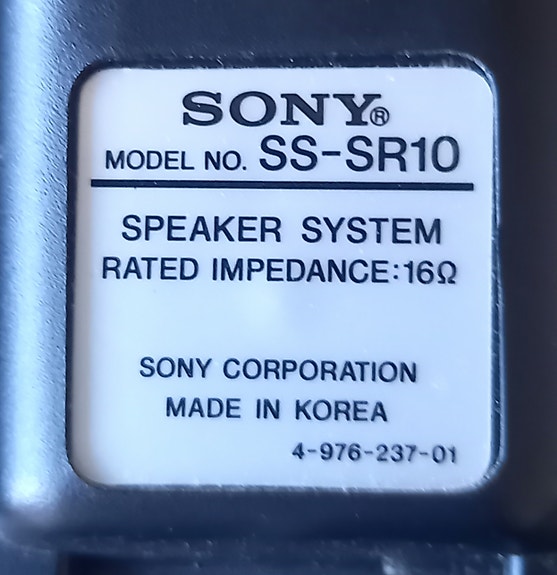 SONY®
MODEL NO. SS-SR10
SPEAKER SYSTEM
RATED IMPEDANCE:16Ω
SONY CORPORATION
MADE IN KOREA
4-976-237-01